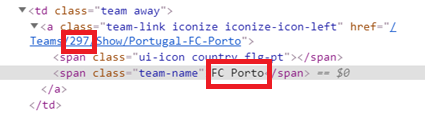 ▼<td class="team away">
▼<a class="team-link iconize iconize-icon-left" href="/
Teams/297/Show/Portugal-FC-Porto">
<span class="ui-icon country flg-pt"></span>
<span class="team-name">FC Porto</span> == $0
</a>
</td>